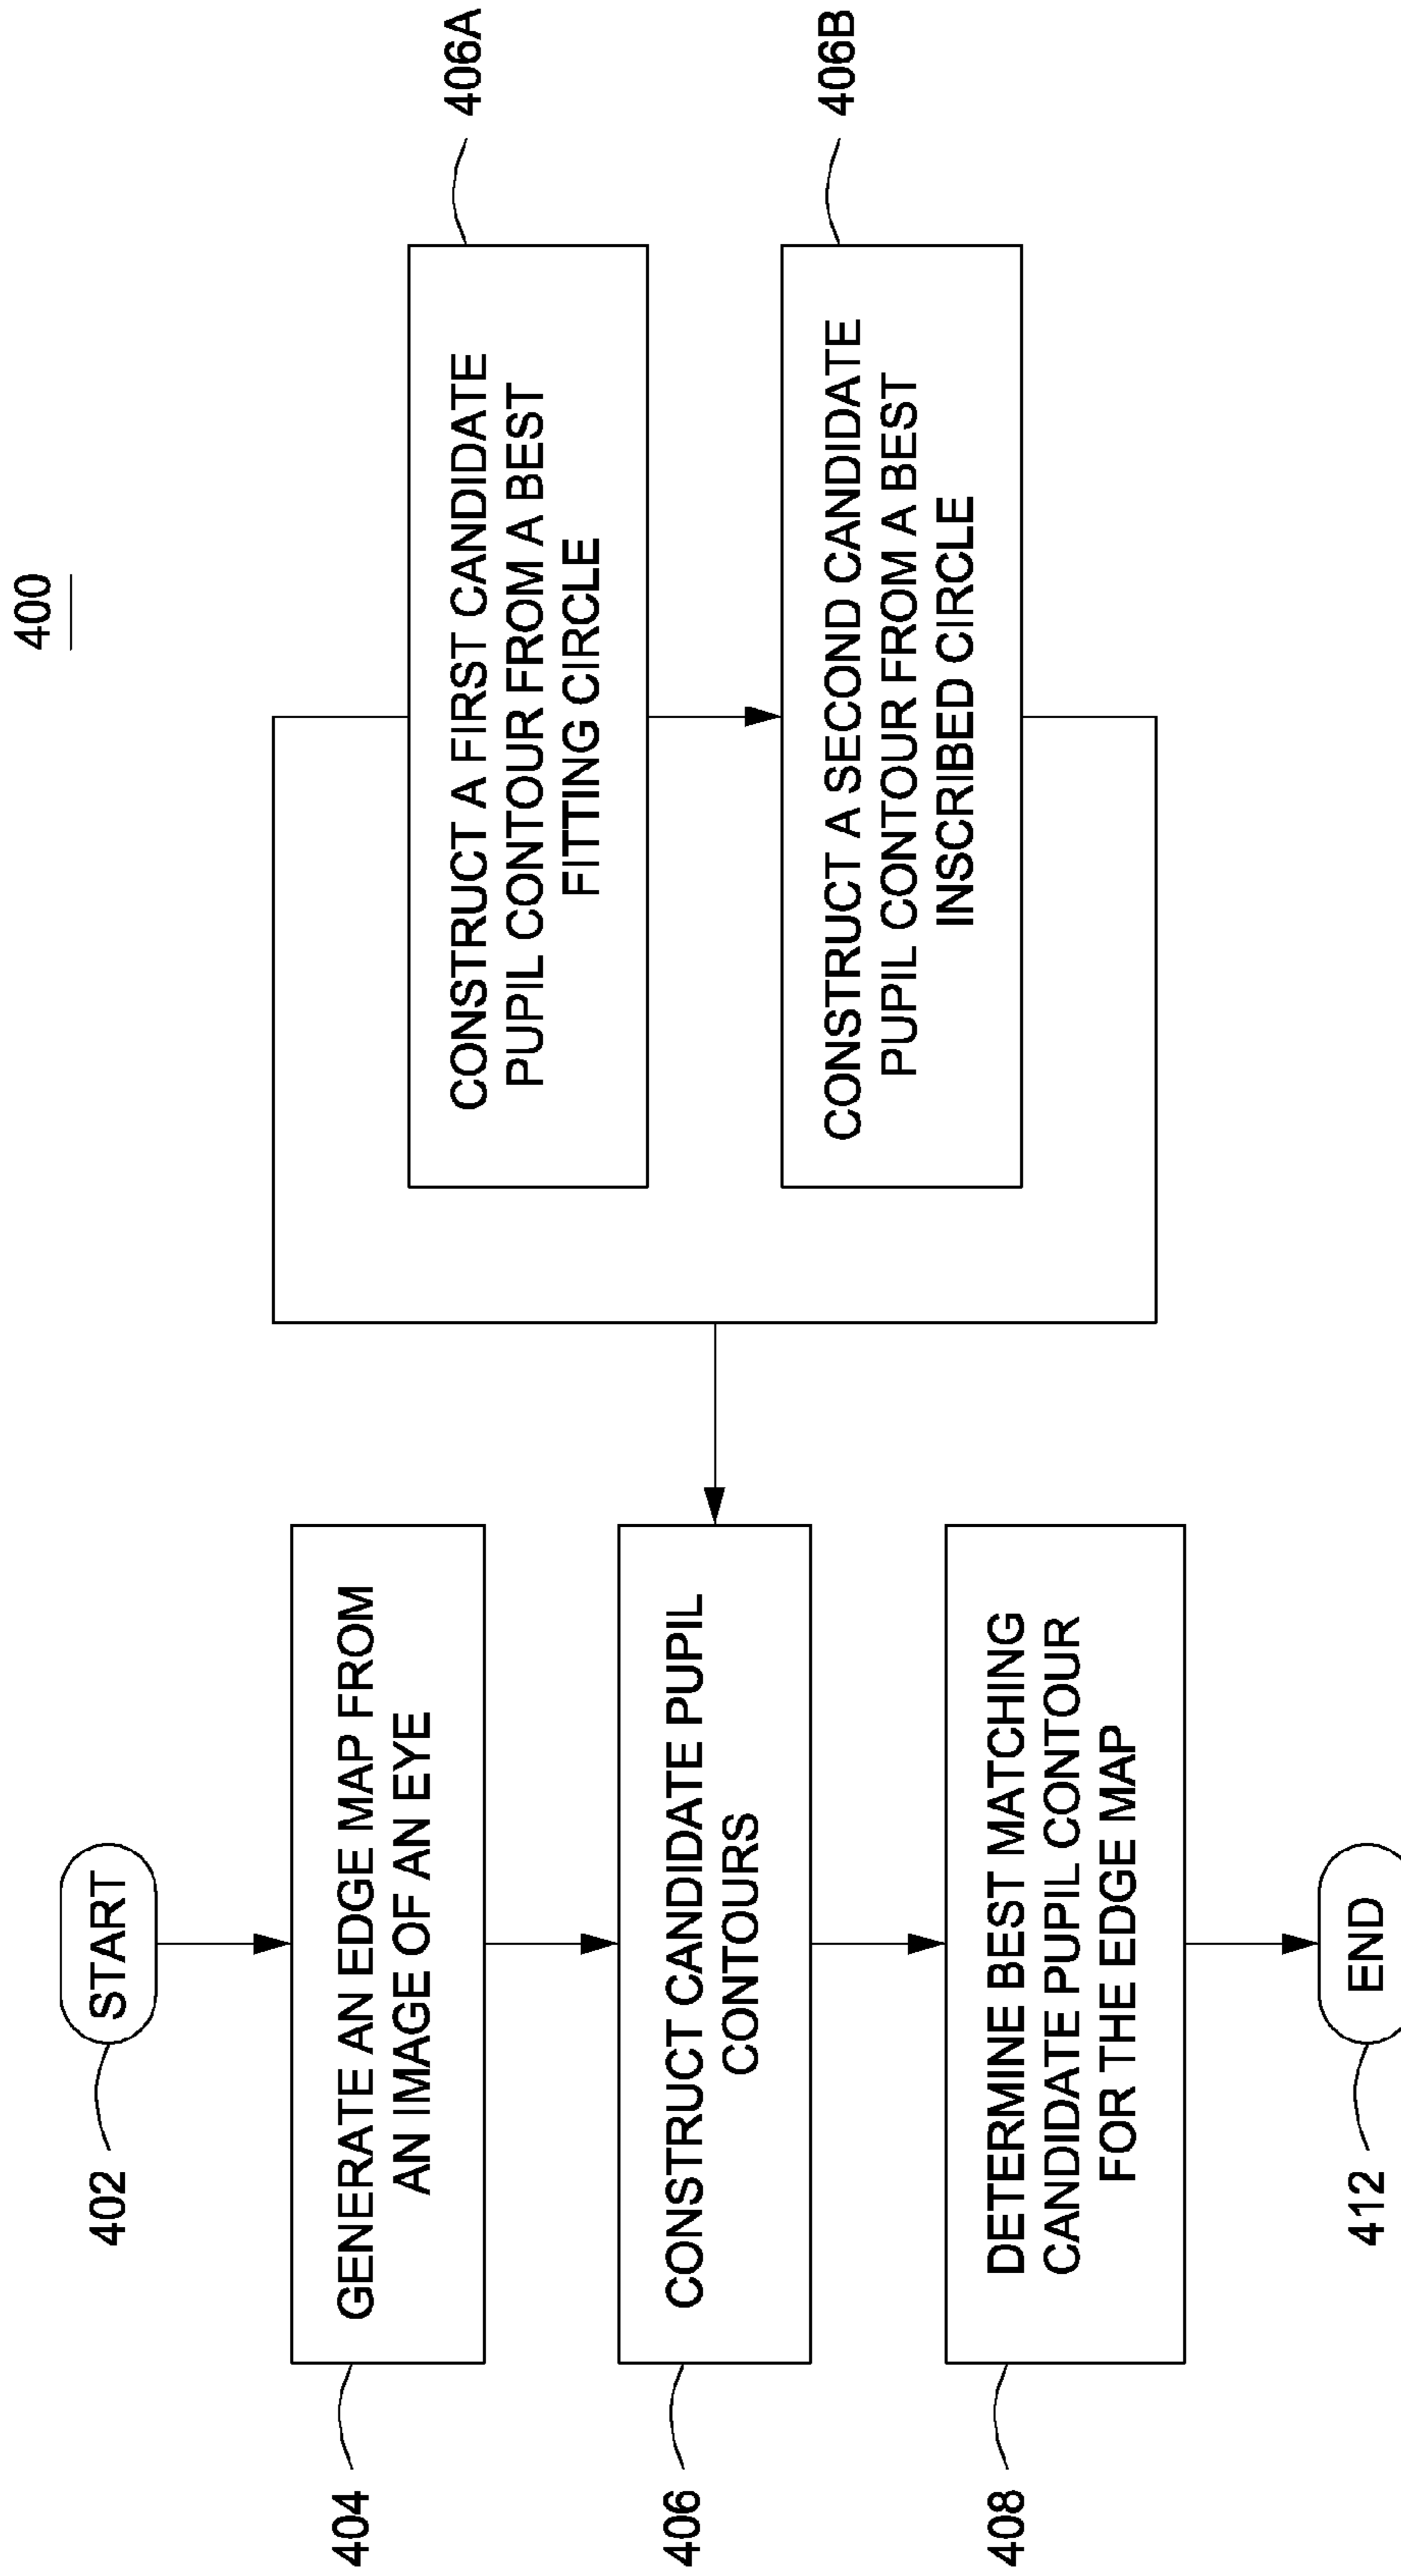 400
402
START
404
GENERATE AN EDGE MAP FROM
AN IMAGE OF AN EYE
406
CONSTRUCT CANDIDATE PUPIL
CONTOURS
408
DETERMINE BEST MATCHING
CANDIDATE PUPIL CONTOUR
FOR THE EDGE MAP
412
END
CONSTRUCT A FIRST CANDIDATE
PUPIL CONTOUR FROM A BEST
FITTING CIRCLE
406A
CONSTRUCT A SECOND CANDIDATE
PUPIL CONTOUR FROM A BEST
INSCRIBED CIRCLE
406B